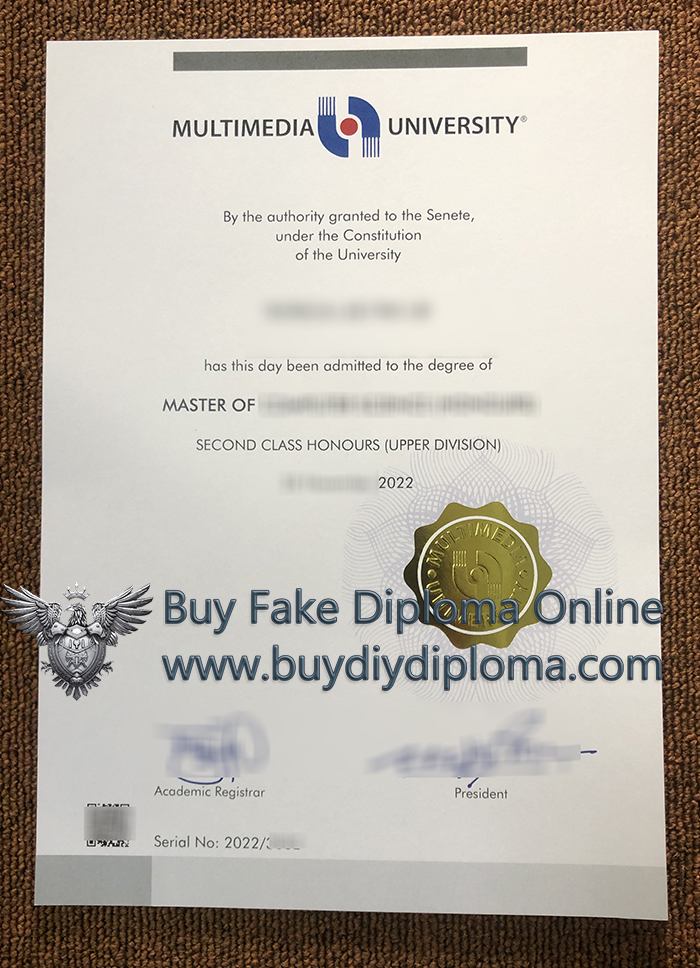 MULTIMEDIA UNIVERSITY®
By the authority granted to the Senete,
under the Constitution
of the University
has this day been admitted to the degree of
MASTER OF
SECOND CLASS HONOURS (UPPER DIVISION)
2022
MULTIMEDIA
Buy Fake Diploma Online
www.buydiydiploma.com
Academic Registrar
President
Serial No: 2022/